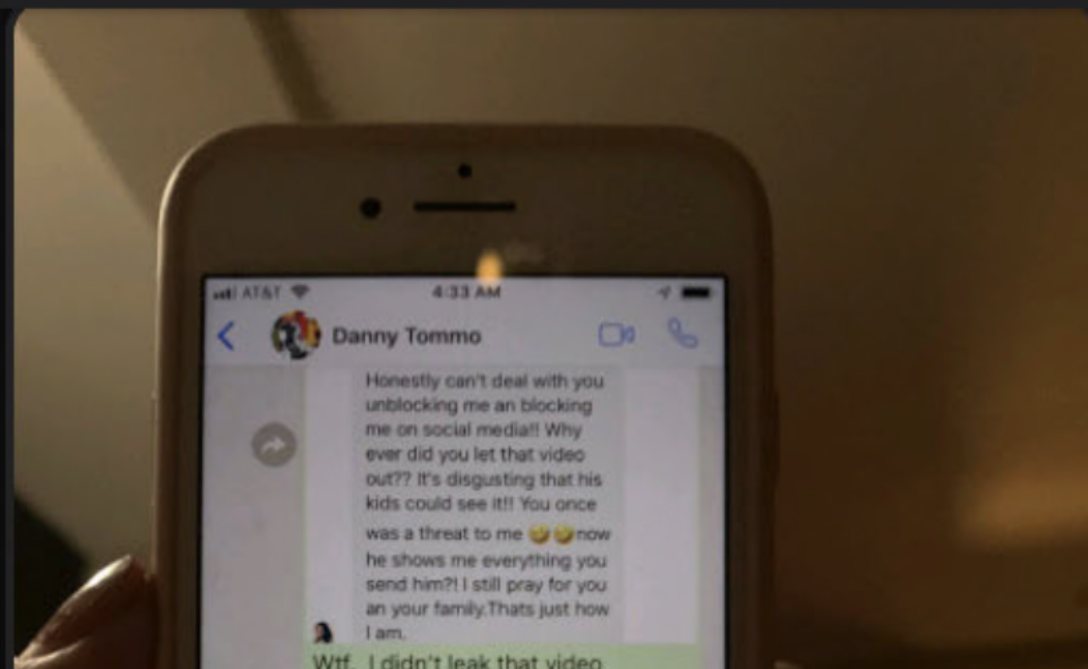 AT&T 4:33 AM
Danny Tommo
Honestly can't deal with you
unblocking me an blocking
me on social media!! Why
ever did you let that video
out?? It's disgusting that his
kids could see it!! You once
was a threat to me 🤣🤣now
he shows me everything you
send him?! I still pray for you
an your family.Thats just how
I am.
Wtf. I didn't leak that video